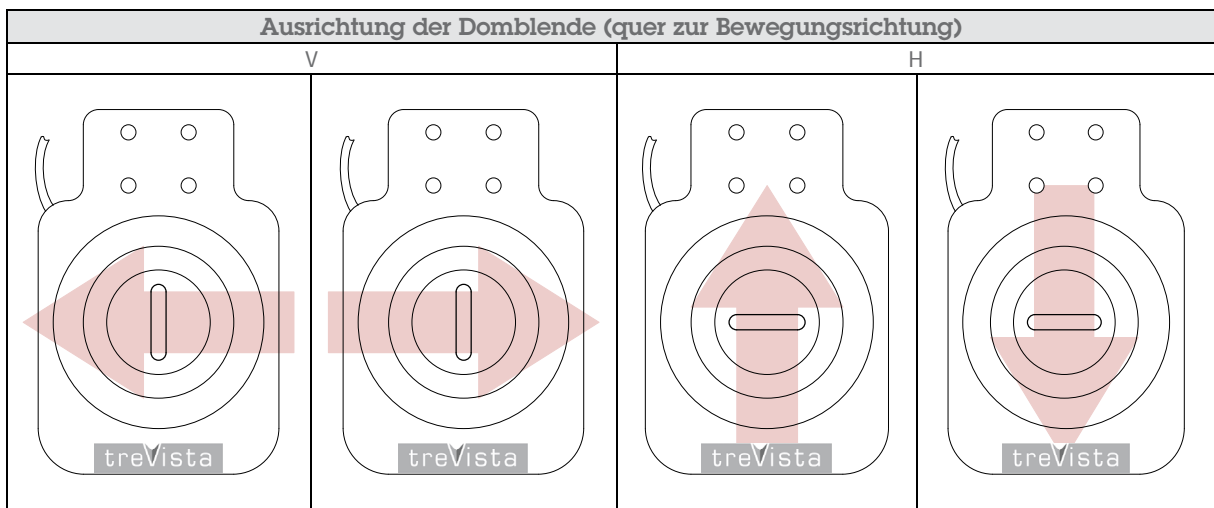 Ausrichtung der Domblende (quer zur Bewegungsrichtung)
V
H
treVista
treVista
treVista
treVista